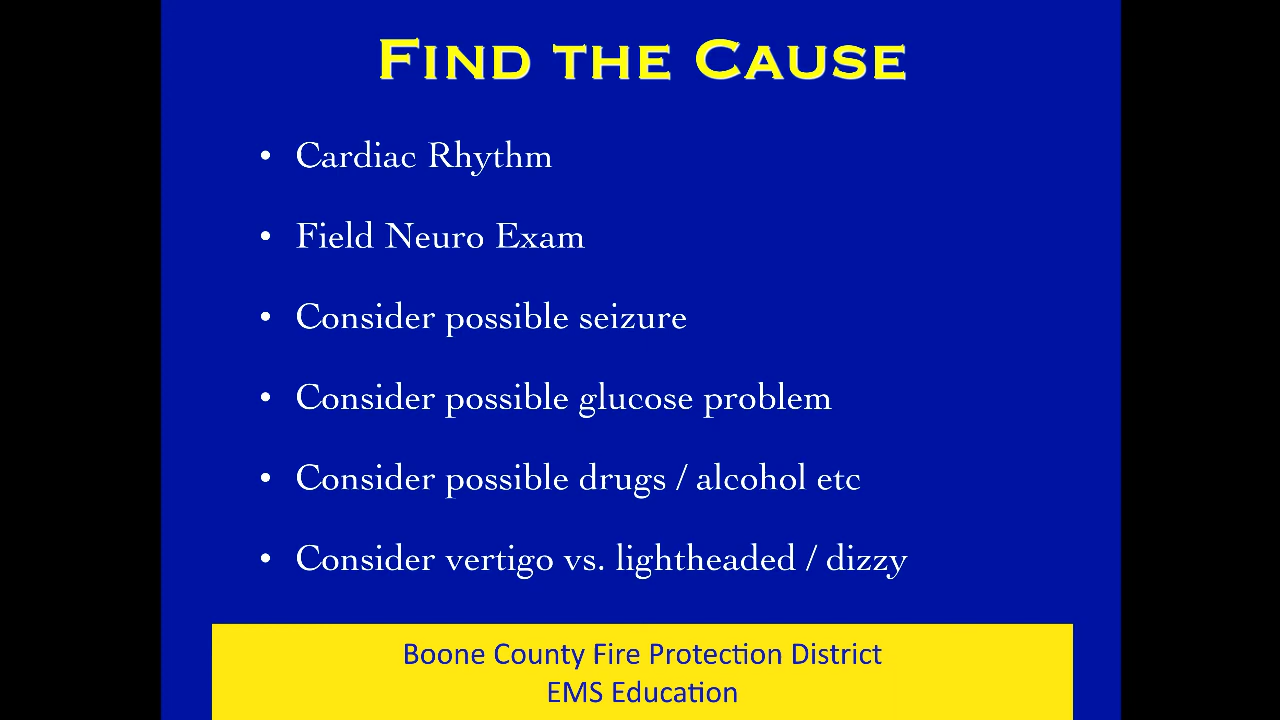 Find the Cause
• Cardiac Rhythm
• Field Neuro Exam
• Consider possible seizure
• Consider possible glucose problem
• Consider possible drugs / alcohol etc
• Consider vertigo vs. lightheaded / dizzy
Boone County Fire Protection District
EMS Education